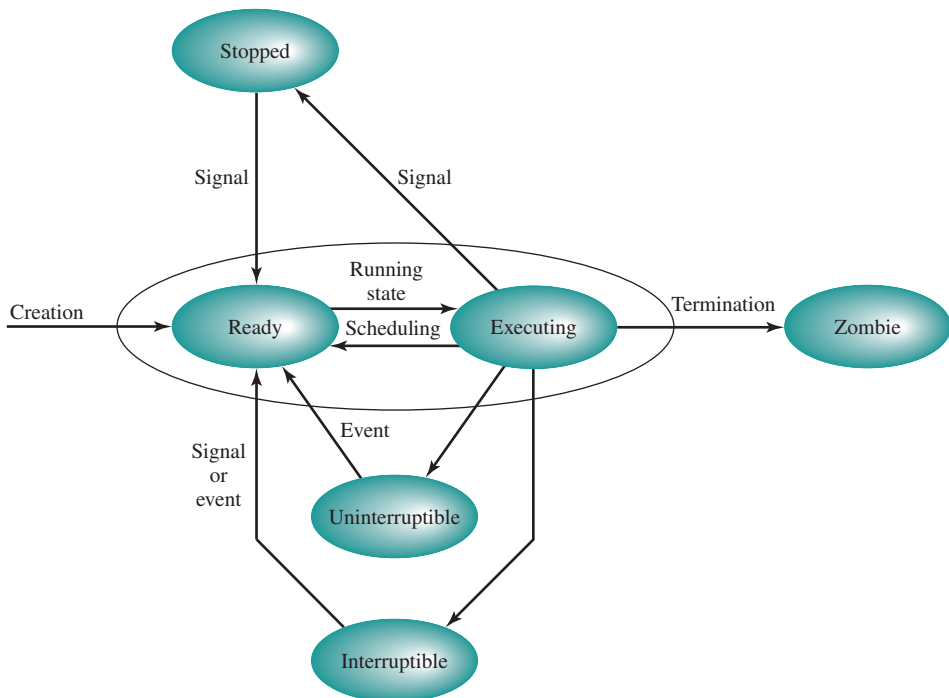 Stopped
Signal
Signal
Running
state
Creation
Termination
Ready
Scheduling
Executing
Zombie
Event
Signal
or
event
Uninterruptible
Interruptible